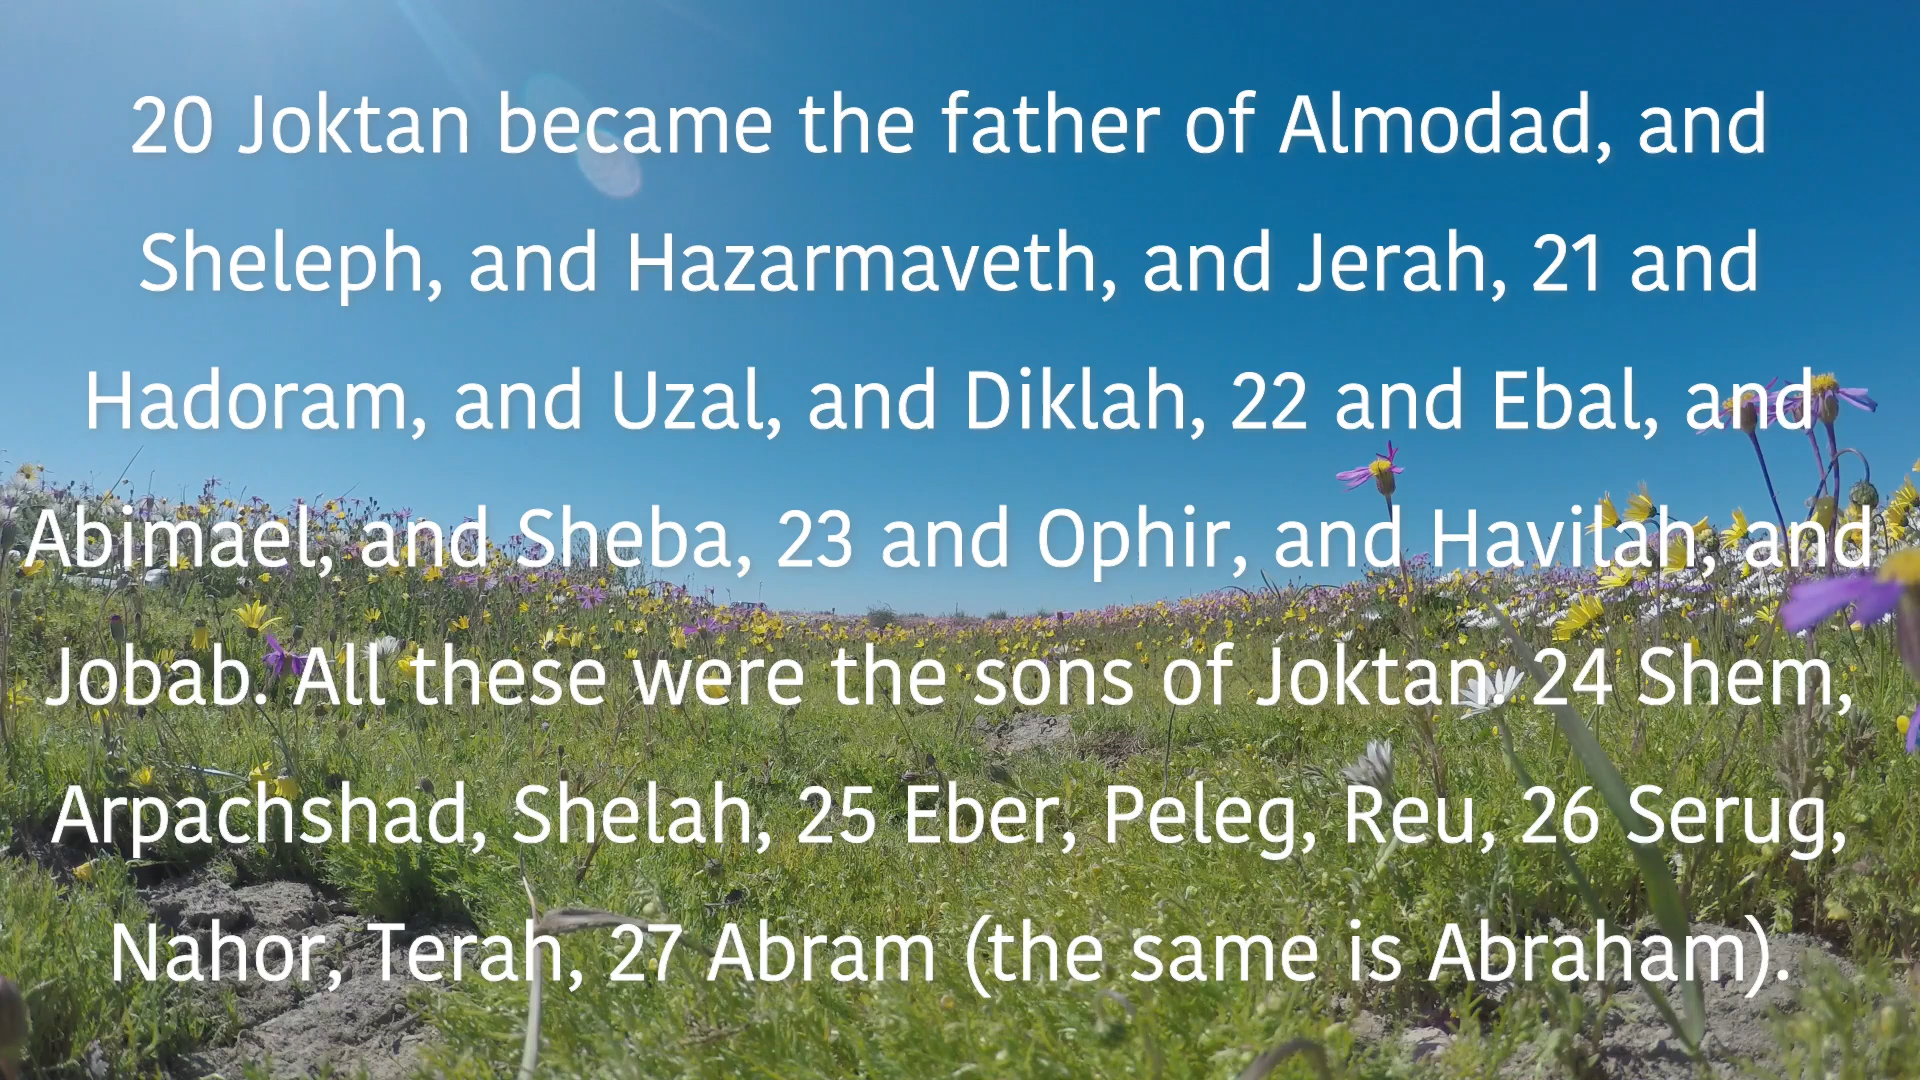 20 Joktan became the father of Almodad, and
Sheleph, and Hazarmaveth, and Jerah, 21 and
Hadoram, and Uzal, and Diklah, 22 and Ebal, and
Abimael, and Sheba, 23 and Ophir, and Havilah, and
Jobab. All these were the sons of Joktan. 24 Shem,
Arpachshad, Shelah, 25 Eber, Peleg, Reu, 26 Serug,
Nahor, Terah, 27 Abram (the same is Abraham).